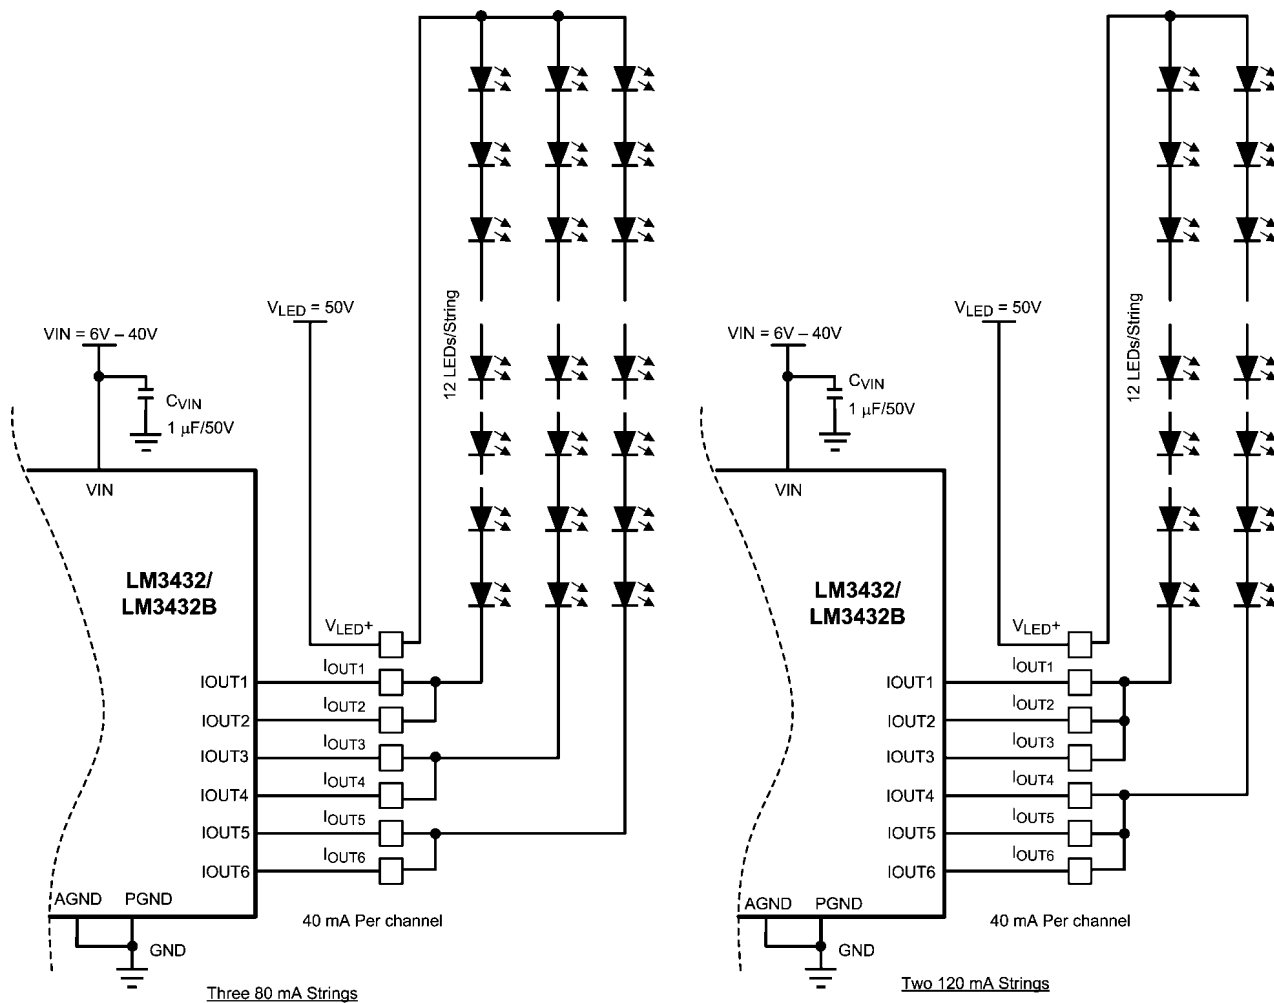 VLED = 50V
VIN = 6V – 40V
CVIN
1 μF/50V
12 LEDs/String
VIN
LM3432/
LM3432B
VLED+
IOUT1
IOUT1
IOUT2
IOUT2
IOUT3
IOUT3
IOUT4
IOUT4
IOUT5
IOUT5
IOUT6
IOUT6
AGND
PGND
GND
40 mA Per channel
Three 80 mA Strings
VLED = 50V
VIN = 6V – 40V
CVIN
1 μF/50V
12 LEDs/String
VIN
LM3432/
LM3432B
VLED+
IOUT1
IOUT1
IOUT2
IOUT2
IOUT3
IOUT3
IOUT4
IOUT4
IOUT5
IOUT5
IOUT6
IOUT6
AGND
PGND
GND
40 mA Per channel
Two 120 mA Strings